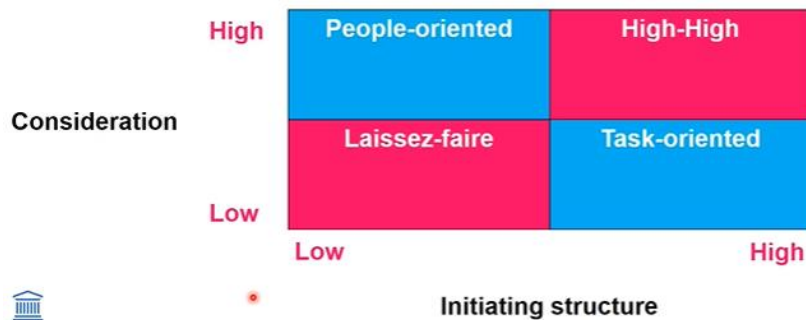 High People-oriented High-High
Consideration
Laissez-faire Task-oriented
Low
Low High
Initiating structure